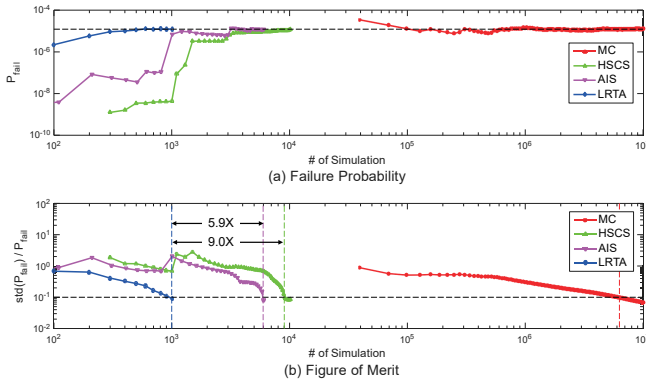 10^-4
10^-6
10^-8
10^-10
P_fail
MC
HSCS
AIS
LRTA
10^2
10^3
10^4
10^5
10^6
10^7
# of Simulation
(a) Failure Probability
10^2
10^1
10^0
10^-1
10^-2
std(P_fail) / P_fail
5.9X
9.0X
MC
HSCS
AIS
LRTA
10^2
10^3
10^4
10^5
10^6
10^7
# of Simulation
(b) Figure of Merit